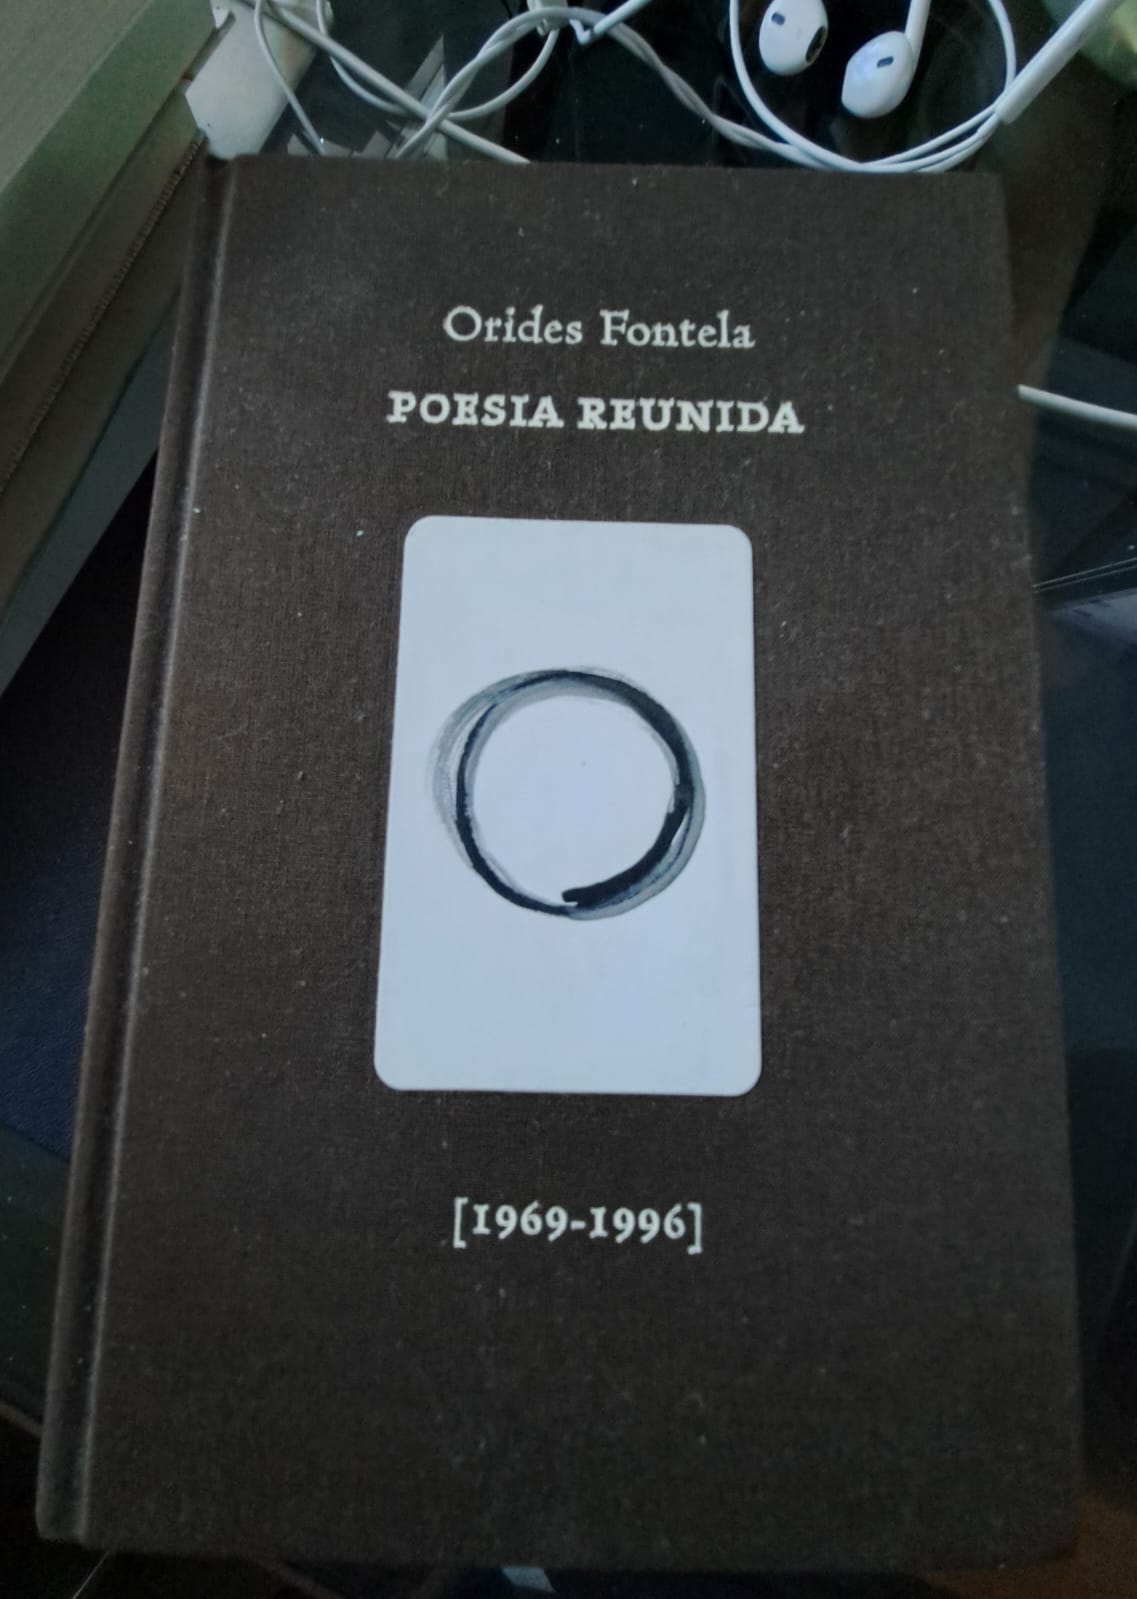 Orides Fontela
POESIA REUNIDA
[1969-1996]